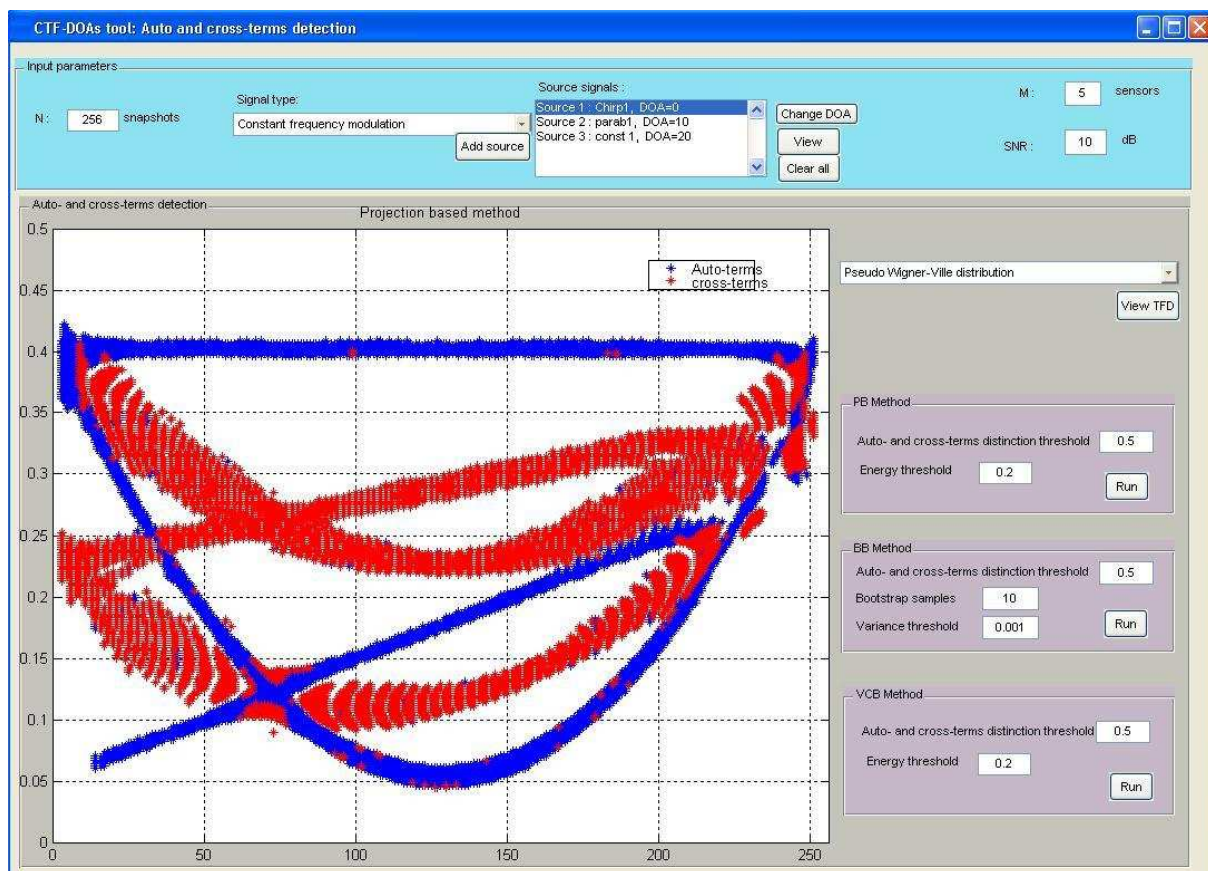 CTF-DOAs tool: Auto and cross-terms detection
Input parameters
N : 256 snapshots
Signal type:
Constant frequency modulation
Add source
Source signals :
Source 1 : Chirp1, DOA=0
Source 2 : parab1, DOA=10
Source 3 : const 1, DOA=20
Change DOA
View
Clear all
M : 5 sensors
SNR : 10 dB
Auto- and cross-terms detection
Projection based method
Auto-terms
cross-terms
0.5
0.45
0.4
0.35
0.3
0.25
0.2
0.15
0.1
0.05
0
0 50 100 150 200 250
Pseudo Wigner-Ville distribution
View TFD
PB Method
Auto- and cross-terms distinction threshold 0.5
Energy threshold 0.2
Run
BB Method
Auto- and cross-terms distinction threshold 0.5
Bootstrap samples 10
Variance threshold 0.001
Run
VCB Method
Auto- and cross-terms distinction threshold 0.5
Energy threshold 0.2
Run